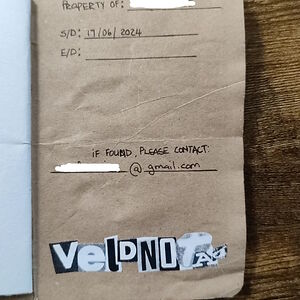 PROPERTY OF:
S/D: 17/06/2024
E/D:
IF FOUND, PLEASE CONTACT:
@gmail.com
VeLDNOTAS